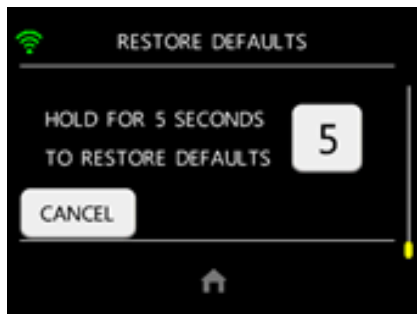 RESTORE DEFAULTS
HOLD FOR 5 SECONDS
TO RESTORE DEFAULTS
5
CANCEL